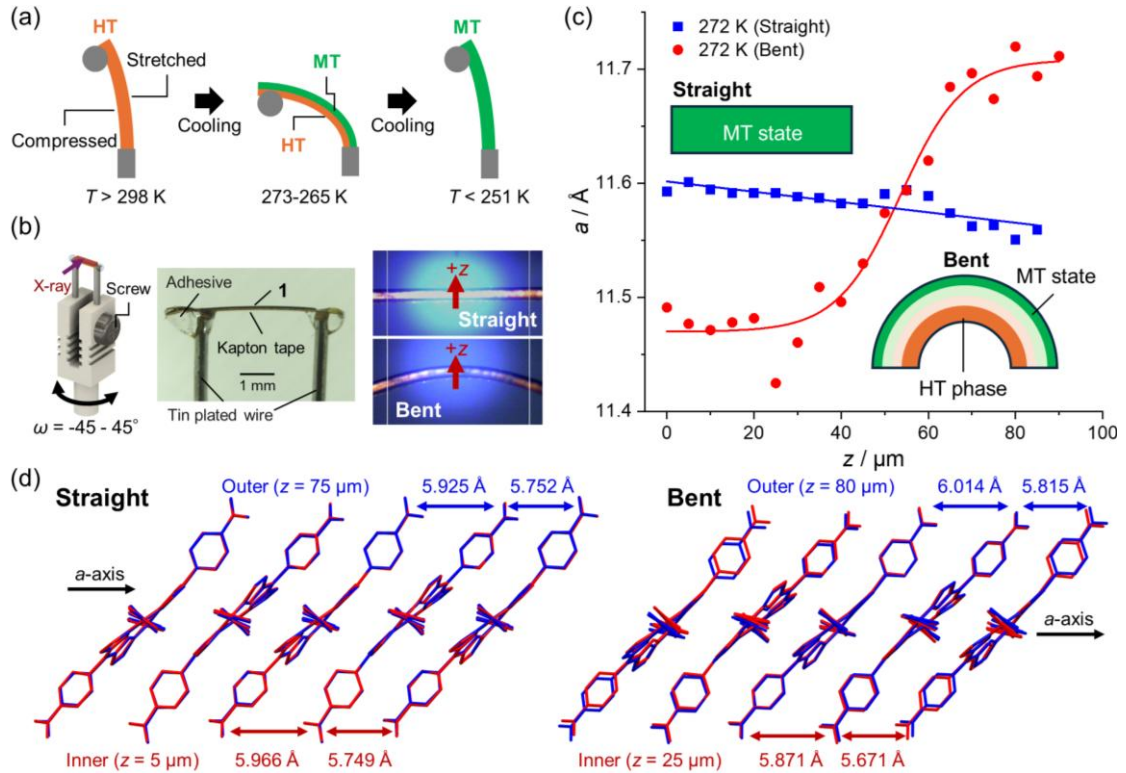 (a)
HT
Stretched
Compressed
T > 298 K
Cooling
MT
HT
273-265 K
Cooling
MT
T < 251 K
(b)
X-ray
Screw
ω = -45 - 45°
Adhesive
1
Kapton tape
1 mm
Tin plated wire
+z
Straight
+z
Bent
(c)
272 K (Straight)
272 K (Bent)
Straight
MT state
Bent
MT state
HT phase
11.7
11.6
11.5
11.4
a / Å
0 20 40 60 80 100
z / µm
(d)
Straight
Outer (z = 75 µm)
5.925 Å
5.752 Å
a-axis
Inner (z = 5 µm)
5.966 Å
5.749 Å
Bent
Outer (z = 80 µm)
6.014 Å
5.815 Å
a-axis
Inner (z = 25 µm)
5.871 Å
5.671 Å